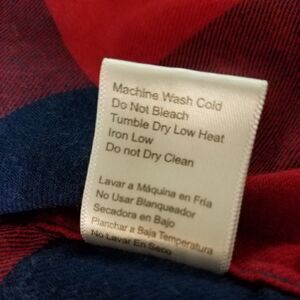 Machine Wash Cold
Do Not Bleach
Tumble Dry Low Heat
Iron Low
Do not Dry Clean
Lavar a Máquina en Fría
No Usar Blanqueador
Secadora en Bajo
Planchar a Baja Temperatura
No Lavar En Seco